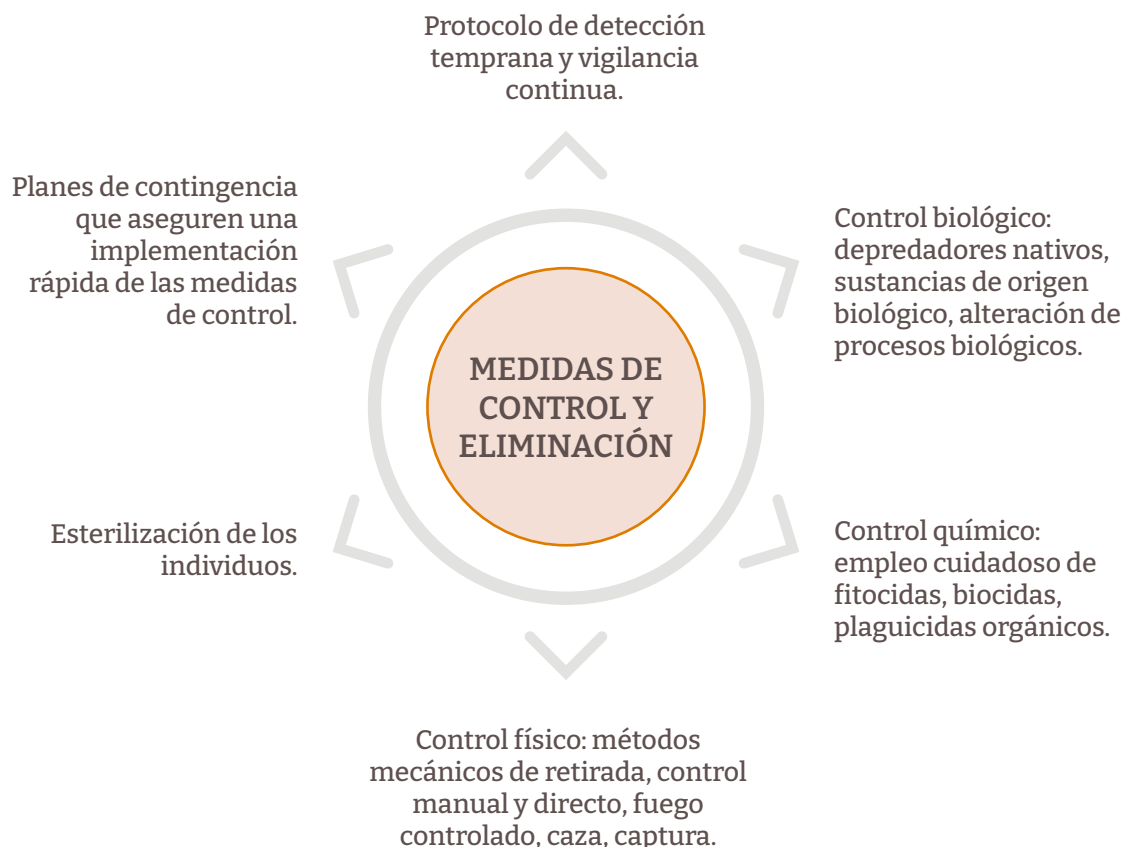 Protocolo de detección
temprana y vigilancia
continua.
Planes de contingencia
que aseguren una
implementación
rápida de las medidas
de control.
Control biológico:
depredadores nativos,
sustancias de origen
biológico, alteración de
procesos biológicos.
MEDIDAS DE
CONTROL Y
ELIMINACIÓN
Esterilización de los
individuos.
Control químico:
empleo cuidadoso de
fitocidas, biocidas,
plaguicidas orgánicos.
Control físico: métodos
mecánicos de retirada, control
manual y directo, fuego
controlado, caza, captura.